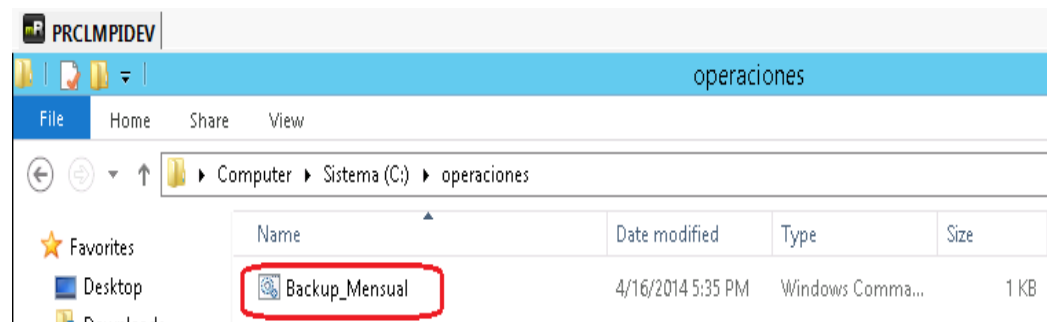 mR PRCLMPIDEV
operaciones
File Home Share View
Computer Sistema (C:) operaciones
Favorites Name Date modified Type Size
Desktop Backup_Mensual 4/16/2014 5:35 PM Windows Comma... 1 KB